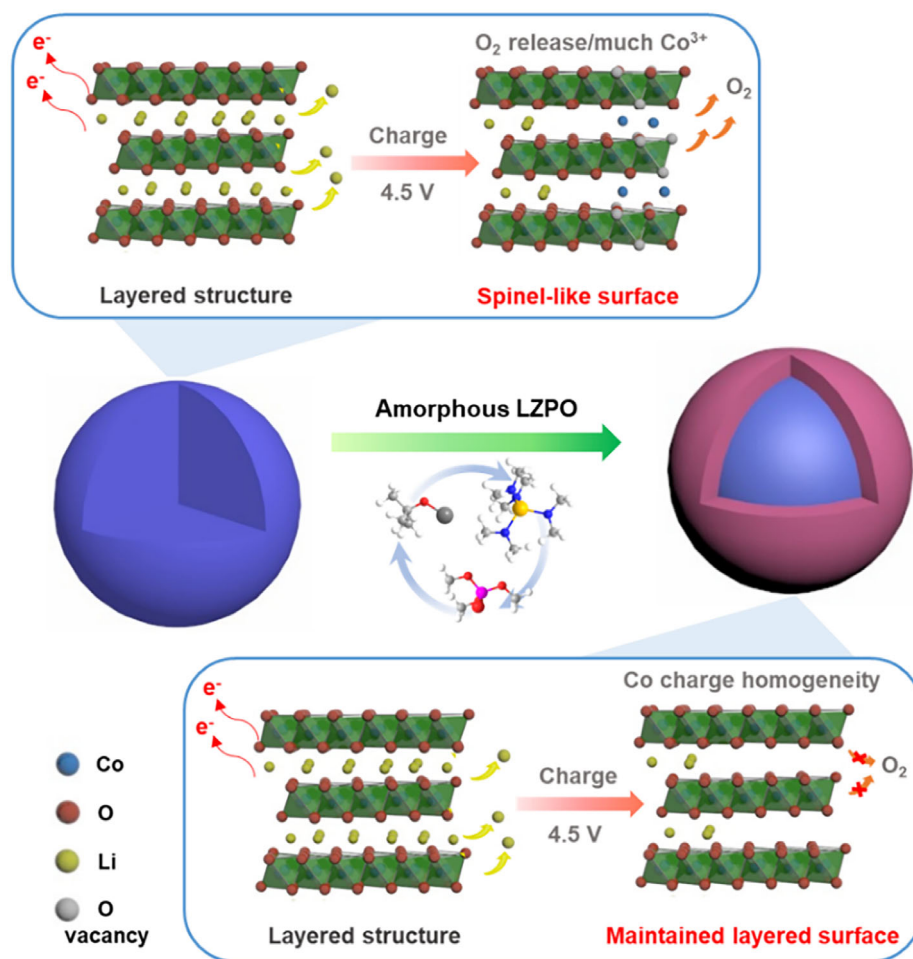 e⁻
e⁻
O₂ release/much Co³⁺
O₂
Charge
4.5 V
Layered structure
Spinel-like surface
Amorphous LZPO
Co charge homogeneity
e⁻
e⁻
O₂
Charge
4.5 V
Layered structure
Maintained layered surface
Co
O
Li
O
vacancy